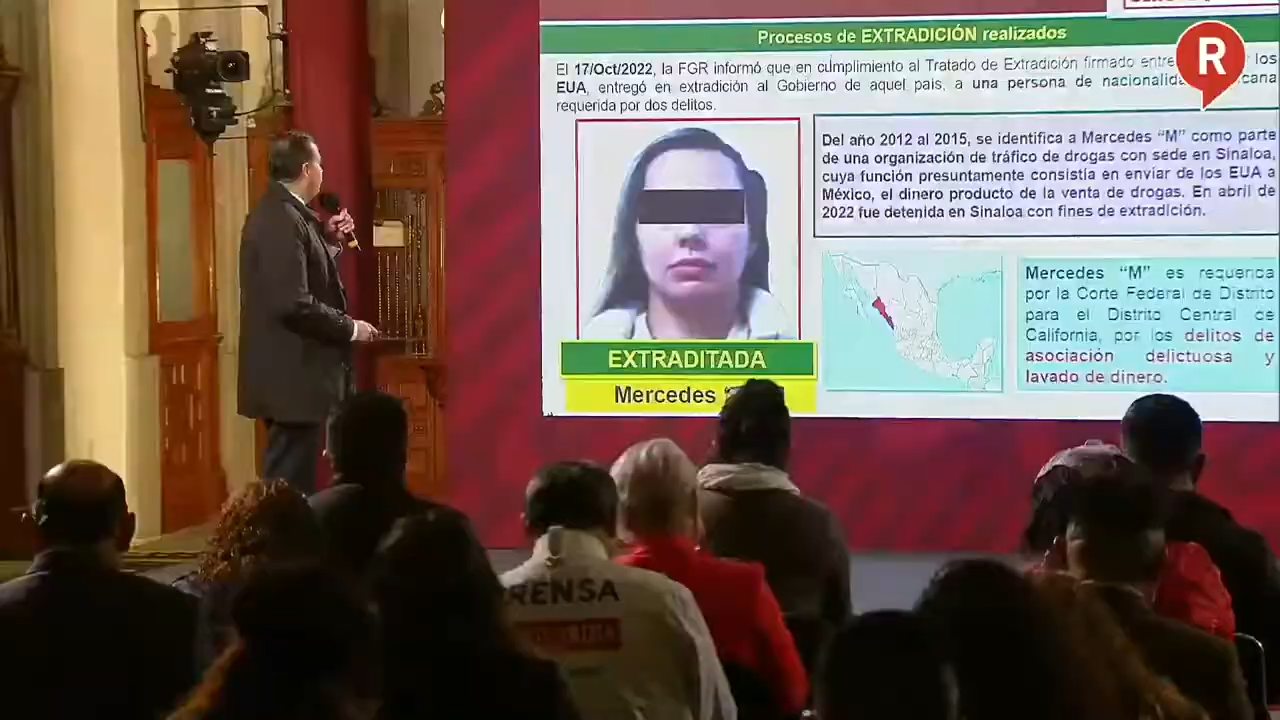 Procesos de EXTRADICIÓN realizados
R
El 17/Oct/2022, la FGR informó que en cumplimiento al Tratado de Extradición firmado entre los
EUA, entregó en extradición al Gobierno de aquel país, a una persona de
requerida por dos delitos.
Del año 2012 al 2015, se identifica a Mercedes “M” como parte
de una organización de tráfico de drogas con sede en Sinaloa,
cuya función presuntamente consistía en enviar de los EUA a
México, el dinero producto de la venta de drogas. En abril de
2022 fue detenida en Sinaloa con fines de extradición.
Mercedes “M” es requerida
por la Corte Federal de Distrito
para el Distrito Central de
California, por los delitos de
asociación delictuosa y
lavado de dinero.
EXTRADITADA
Mercedes
PRENSA